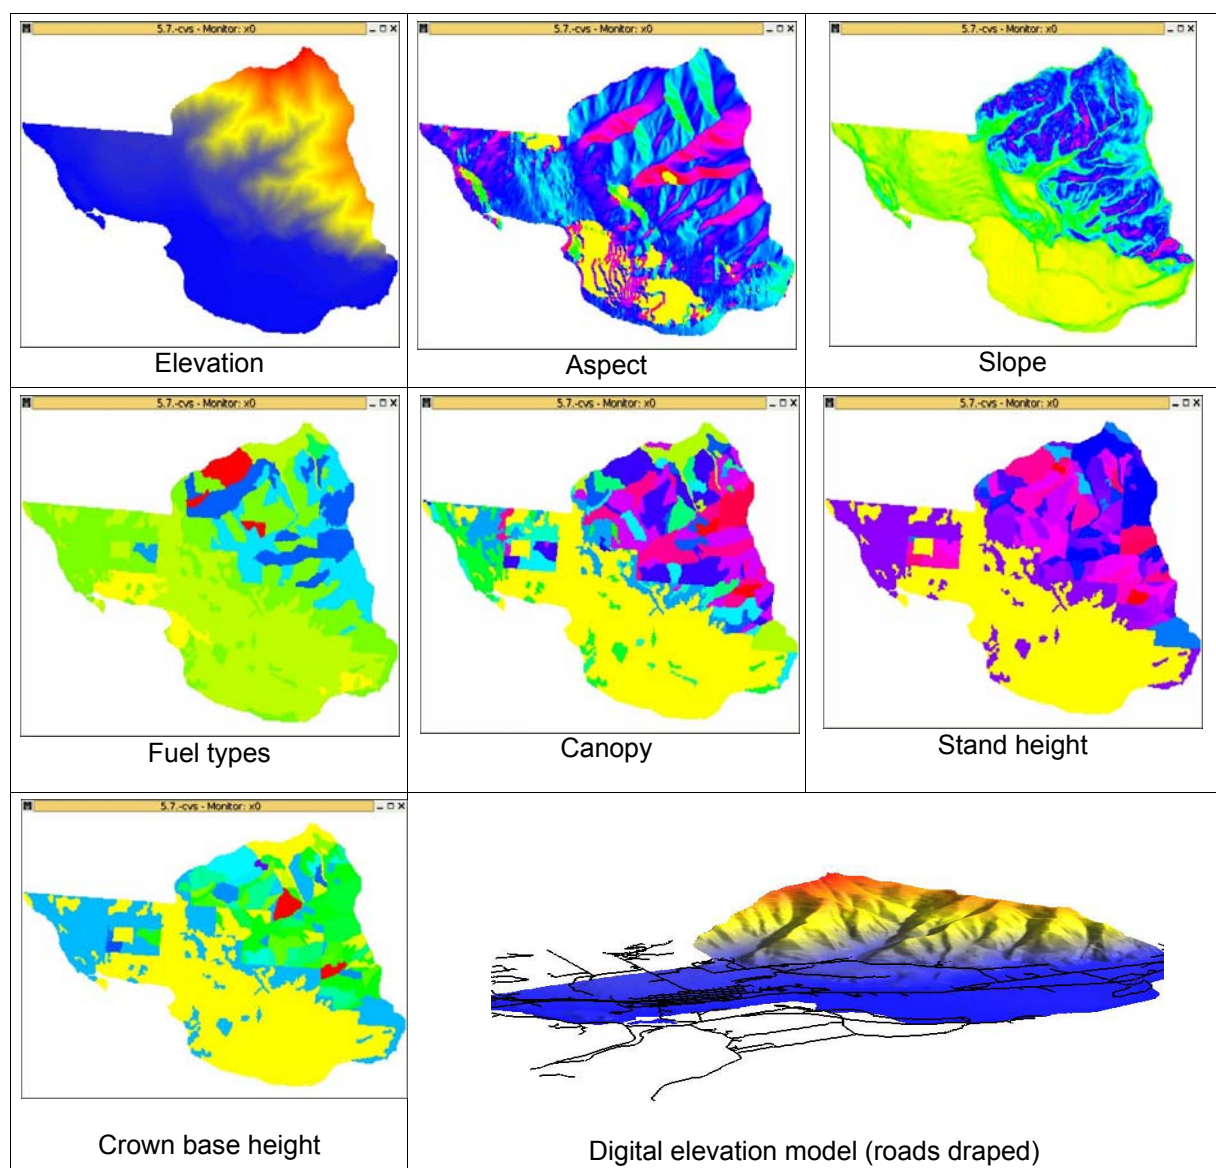 5.7.-cvs - Monitor: x0
5.7.-cvs - Monitor: x0
5.7.-cvs - Monitor: x0
Elevation
Aspect
Slope
5.7.-cvs - Monitor: x0
5.7.-cvs - Monitor: x0
5.7.-cvs - Monitor: x0
Fuel types
Canopy
Stand height
5.7.-cvs - Monitor: x0
Crown base height
Digital elevation model (roads draped)